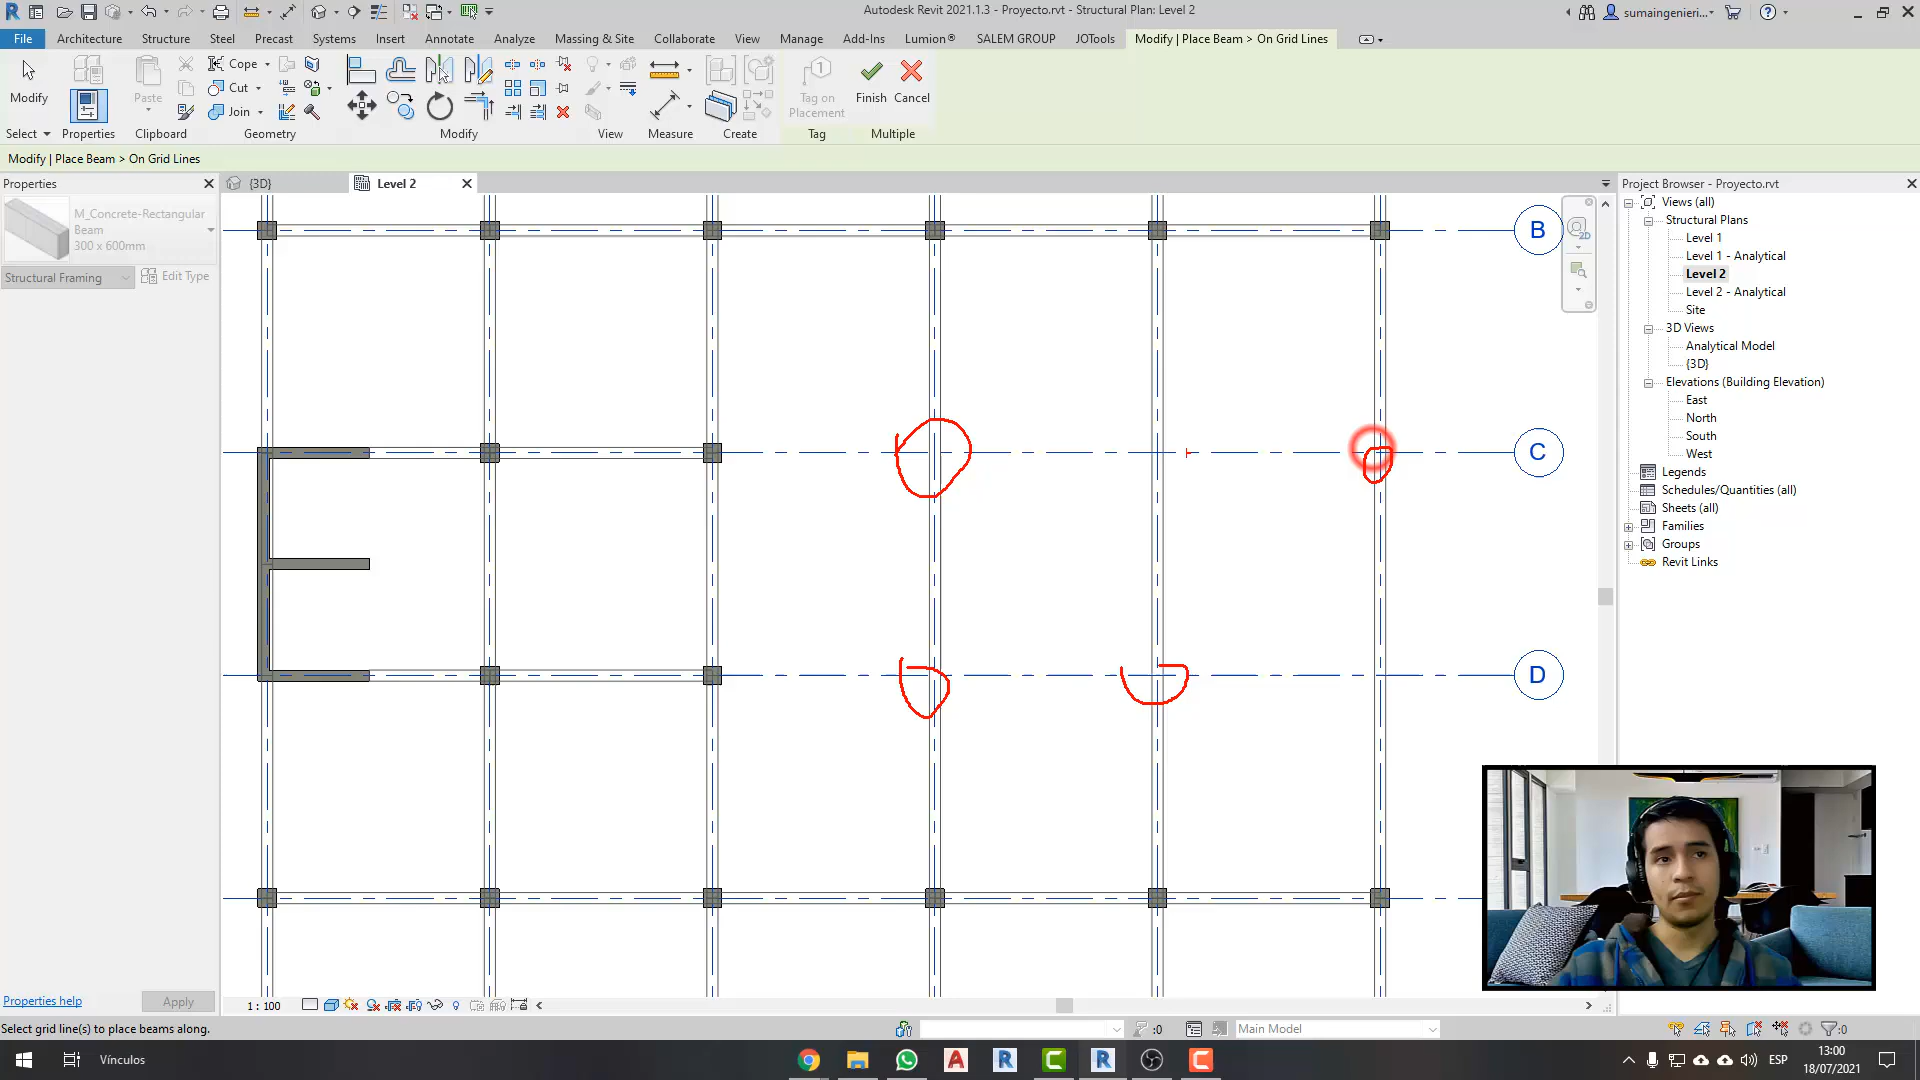 Autodesk Revit 2021.1.3 - Proyecto.rvt - Structural Plan: Level 2
sumaingenieri...
File Architecture Structure Steel Precast Systems Insert Annotate Analyze Massing & Site Collaborate View Manage Add-Ins Lumion® SALEM GROUP JOTools Modify | Place Beam > On Grid Lines
Modify Paste Cope Cut Join Tag on Placement Finish Cancel
Select Properties Clipboard Geometry Modify View Measure Create Tag Multiple
Modify | Place Beam > On Grid Lines
Properties
M_Concrete-Rectangular
Beam
300 x 600mm
Structural Framing
Edit Type
Properties help
Apply
{3D}
Level 2
B
C
D
2D
Project Browser - Proyecto.rvt
Views (all)
Structural Plans
Level 1
Level 1 - Analytical
Level 2
Level 2 - Analytical
Site
3D Views
Analytical Model
{3D}
Elevations (Building Elevation)
East
North
South
West
Legends
Schedules/Quantities (all)
Sheets (all)
Families
Groups
Revit Links
1 : 100
Select grid line(s) to place beams along.
:0
Main Model
:0
Vínculos
ESP
13:00
18/07/2021